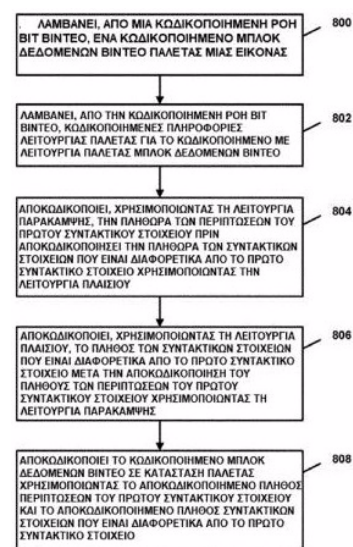 . ΛΑΜΒΑΝΕΙ, ΑΠΟ ΜΙΑ ΚΩΔΙΚΟΠΟΙΗΜΕΝΗ ΡΟΗ
BIT ΒΙΝΤΕΟ, ΕΝΑ ΚΩΔΙΚΟΠΟΙΗΜΕΝΟ ΜΠΛΟΚ
ΔΕΔΟΜΕΝΩΝ ΒΙΝΤΕΟ ΠΑΛΕΤΑΣ ΜΙΑΣ ΕΙΚΟΝΑΣ
800
ΛΑΜΒΑΝΕΙ, ΑΠΟ ΤΗΝ ΚΩΔΙΚΟΠΟΙΗΜΕΝΗ ΡΟΗ BIT
ΒΙΝΤΕΟ, ΚΩΔΙΚΟΠΟΙΗΜΕΝΕΣ ΠΛΗΡΟΦΟΡΙΕΣ
ΛΕΙΤΟΥΡΓΙΑΣ ΠΑΛΕΤΑΣ ΓΙΑ ΤΟ ΚΩΔΙΚΟΠΟΙΗΜΕΝΟ ΜΕ
ΛΕΙΤΟΥΡΓΙΑ ΠΑΛΕΤΑΣ ΜΠΛΟΚ ΔΕΔΟΜΕΝΩΝ ΒΙΝΤΕΟ
802
ΑΠΟΚΩΔΙΚΟΠΟΙΕΙ, ΧΡΗΣΙΜΟΠΟΙΩΝΤΑΣ ΤΗ ΛΕΙΤΟΥΡΓΙΑ
ΠΑΡΑΚΑΜΨΗΣ, ΤΗΝ ΠΛΗΘΩΡΑ ΤΩΝ ΠΕΡΙΠΤΩΣΕΩΝ ΤΟΥ
ΠΡΩΤΟΥ ΣΥΝΤΑΚΤΙΚΟΥ ΣΤΟΙΧΕΙΟΥ ΠΡΙΝ
ΑΠΟΚΩΔΙΚΟΠΟΙΗΣΕΙ ΤΗΝ ΠΛΗΘΩΡΑ ΤΩΝ ΣΥΝΤΑΚΤΙΚΩΝ
ΣΤΟΙΧΕΙΩΝ ΠΟΥ ΕΙΝΑΙ ΔΙΑΦΟΡΕΤΙΚΑ ΑΠΟ ΤΟ ΠΡΩΤΟ
ΣΥΝΤΑΚΤΙΚΟ ΣΤΟΙΧΕΙΟ ΧΡΗΣΙΜΟΠΟΙΩΝΤΑΣ ΤΗΝ
ΛΕΙΤΟΥΡΓΙΑ ΠΛΑΙΣΙΟΥ
804
ΑΠΟΚΩΔΙΚΟΠΟΙΕΙ, ΧΡΗΣΙΜΟΠΟΙΩΝΤΑΣ ΤΗ ΛΕΙΤΟΥΡΓΙΑ
ΠΛΑΙΣΙΟΥ, ΤΟ ΠΛΗΘΟΣ ΤΩΝ ΣΥΝΤΑΚΤΙΚΩΝ ΣΤΟΙΧΕΙΩΝ
ΠΟΥ ΕΙΝΑΙ ΔΙΑΦΟΡΕΤΙΚΑ ΑΠΟ ΤΟ ΠΡΩΤΟ ΣΥΝΤΑΚΤΙΚΟ
ΣΤΟΙΧΕΙΟ ΜΕΤΑ ΤΗΝ ΑΠΟΚΩΔΙΚΟΠΟΙΗΣΗ ΤΟΥ
ΠΛΗΘΟΥΣ ΤΩΝ ΠΕΡΙΠΤΩΣΕΩΝ ΤΟΥ ΠΡΩΤΟΥ
ΣΥΝΤΑΚΤΙΚΟΥ ΣΤΟΙΧΕΙΟΥ ΧΡΗΣΙΜΟΠΟΙΩΝΤΑΣ ΤΗ
ΛΕΙΤΟΥΡΓΙΑ ΠΑΡΑΚΑΜΨΗΣ
806
ΑΠΟΚΩΔΙΚΟΠΟΙΕΙ ΤΟ ΚΩΔΙΚΟΠΟΙΗΜΕΝΟ ΜΠΛΟΚ
ΔΕΔΟΜΕΝΩΝ ΒΙΝΤΕΟ ΣΕ ΚΑΤΑΣΤΑΣΗ ΠΑΛΕΤΑΣ
ΧΡΗΣΙΜΟΠΟΙΩΝΤΑΣ ΤΟ ΑΠΟΚΩΔΙΚΟΠΟΙΗΜΕΝΟ ΠΛΗΘΟΣ
ΠΕΡΙΠΤΩΣΕΩΝ ΤΟΥ ΠΡΩΤΟΥ ΣΥΝΤΑΚΤΙΚΟΥ ΣΤΟΙΧΕΙΟΥ
ΚΑΙ ΤΟ ΑΠΟΚΩΔΙΚΟΠΟΙΗΜΕΝΟ ΠΛΗΘΟΣ ΣΥΝΤΑΚΤΙΚΩΝ
ΣΤΟΙΧΕΙΩΝ ΠΟΥ ΕΙΝΑΙ ΔΙΑΦΟΡΕΤΙΚΑ ΑΠΟ ΤΟ ΠΡΩΤΟ
ΣΥΝΤΑΚΤΙΚΟ ΣΤΟΙΧΕΙΟ
808